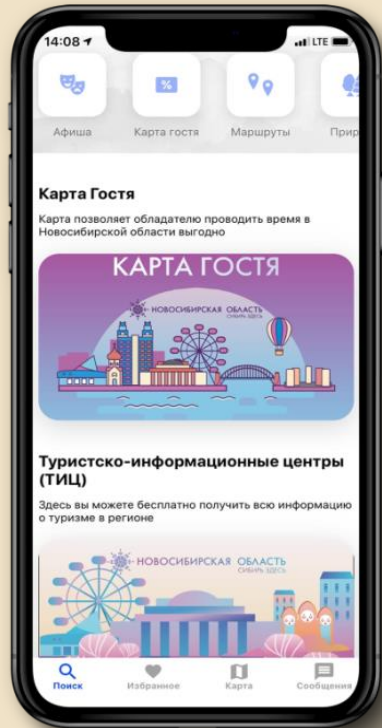 14:08 LTE
Афиша Карта гостя Маршруты Прир
Карта Гостя
Карта позволяет обладателю проводить время в
Новосибирской области выгодно
КАРТА ГОСТЯ
НОВОСИБИРСКАЯ ОБЛАСТЬ
СИБИРЬ ЗДЕСЬ
Туристско-информационные центры
(ТИЦ)
Здесь вы можете бесплатно получить всю информацию
о туризме в регионе
НОВОСИБИРСКАЯ ОБЛАСТЬ
СИБИРЬ ЗДЕСЬ
Поиск Избранное Карта Сообщения